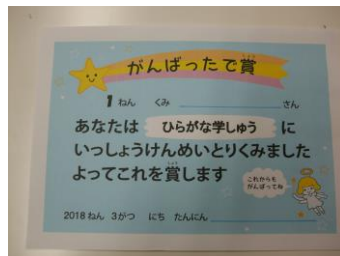 がんばったで賞
1 ねん くみ さん
あなたは ひらがな学しゅう に
いっしょうけんめいとりくみました
よってこれを賞します
これからも
がんばってね
2018 ねん 3がつ にち たんにん